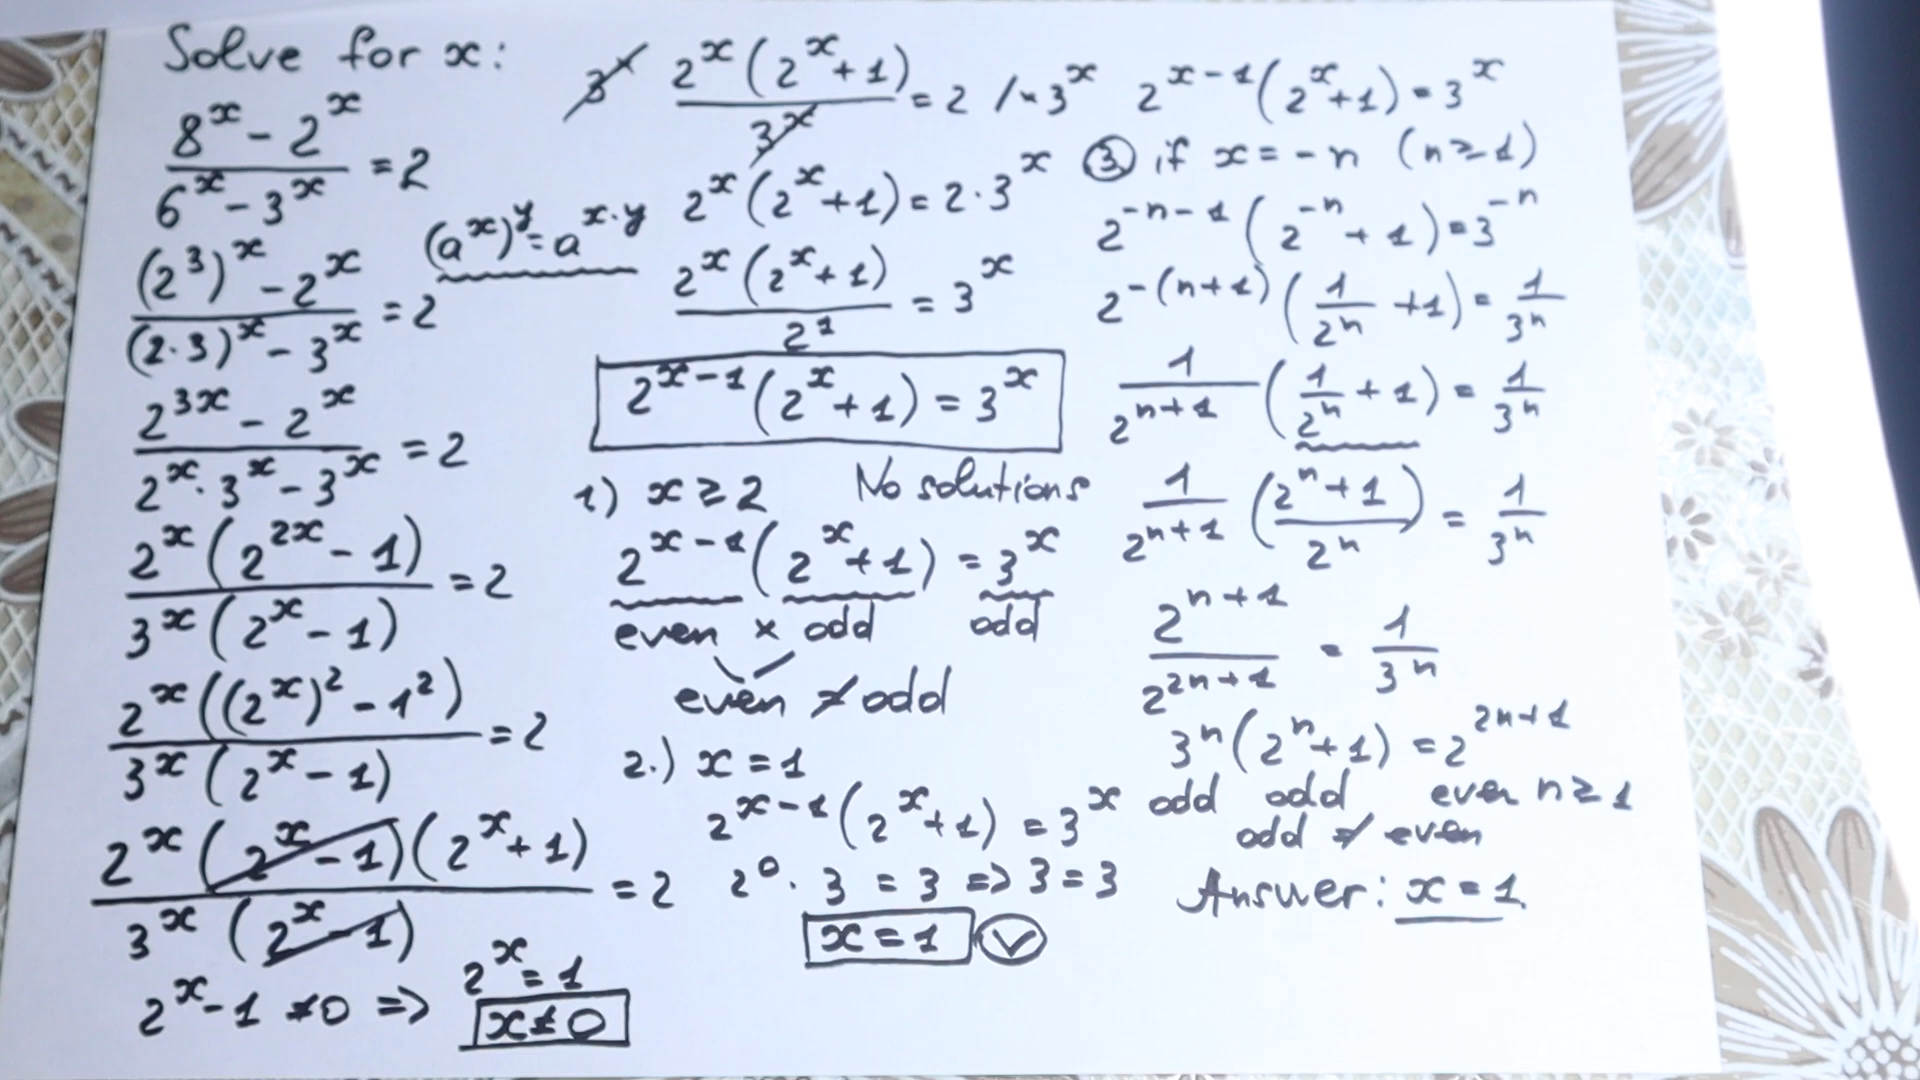 Solve for x:
(8^x - 2^x)/(6^x - 3^x) = 2
(a^x)^y = a^(x·y)
((2^3)^x - 2^x)/((2·3)^x - 3^x) = 2
(2^(3x) - 2^x)/(2^x · 3^x - 3^x) = 2
(2^x (2^(2x) - 1))/(3^x (2^x - 1)) = 2
(2^x ((2^x)^2 - 1^2))/(3^x (2^x - 1)) = 2
(2^x (2^x - 1)(2^x + 1))/(3^x (2^x - 1)) = 2
2^x - 1 ≠ 0 => 2^x = 1
x ≠ 0
3^x (2^x (2^x + 1))/3^x = 2 / × 3^x
2^x (2^x + 1) = 2 · 3^x
(2^x (2^x + 1))/2^1 = 3^x
2^(x-1) (2^x + 1) = 3^x
1) x ≥ 2 No solutions
2^(x-1) (2^x + 1) = 3^x
even × odd odd
even ≠ odd
2.) x = 1
2^(x-1) (2^x + 1) = 3^x
2^0 · 3 = 3 => 3 = 3
x = 1 ✓
2^(x-1) (2^x + 1) = 3^x
③ if x = -n (n ≥ 1)
2^(-n-1) (2^(-n) + 1) = 3^(-n)
2^(-(n+1)) (1/2^n + 1) = 1/3^n
1/2^(n+1) (1/2^n + 1) = 1/3^n
1/2^(n+1) ((2^n + 1)/2^n) = 1/3^n
2^(n+1)/2^(2n+1) = 1/3^n
3^n (2^n + 1) = 2^(2n+1)
odd odd even n ≥ 1
odd ≠ even
Answer: x = 1.